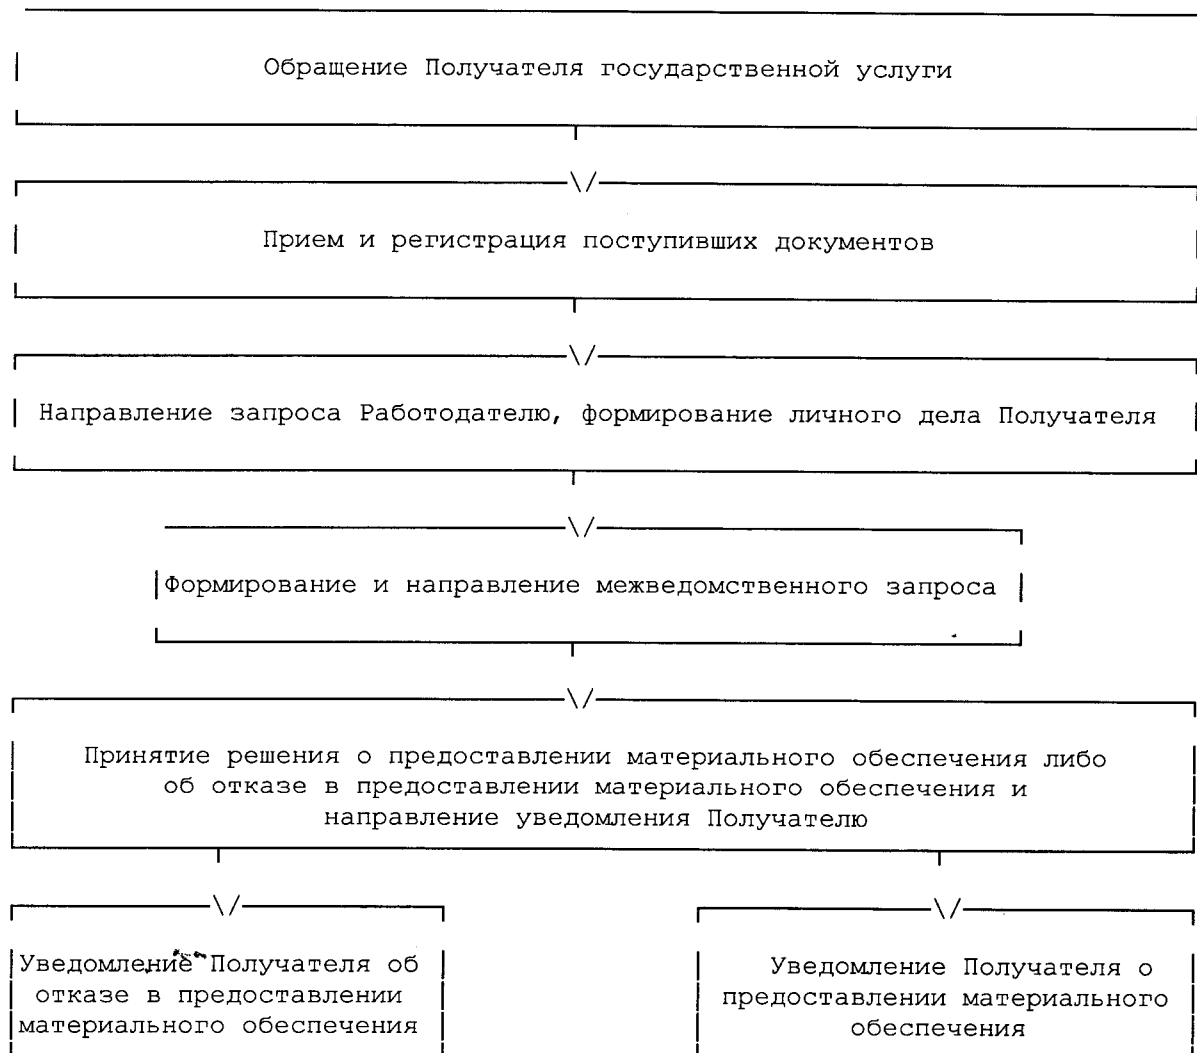 Обращение Получателя государственной услуги
Прием и регистрация поступивших документов
Направление запроса Работодателю, формирование личного дела Получателя
Формирование и направление межведомственного запроса
Принятие решения о предоставлении материального обеспечения либо
об отказе в предоставлении материального обеспечения и
направление уведомления Получателю
Уведомление Получателя об
отказе в предоставлении
материального обеспечения
Уведомление Получателя о
предоставлении материального
обеспечения